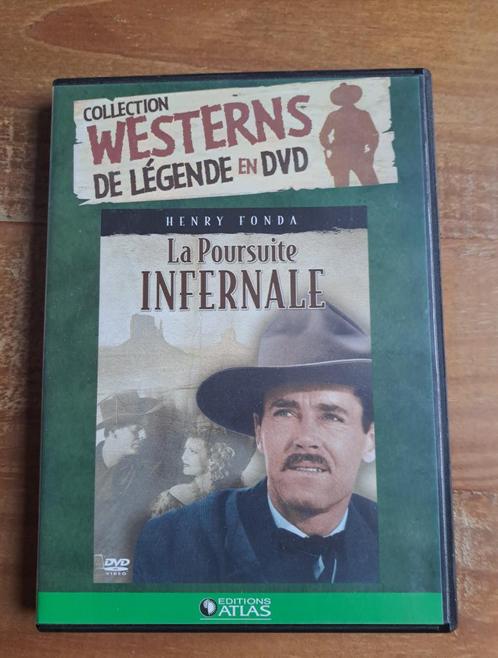 COLLECTION
WESTERNS
DE LÉGENDE EN DVD
HENRY FONDA
La Poursuite
INFERNALE
DVD
VIDEO
EDITIONS
ATLAS